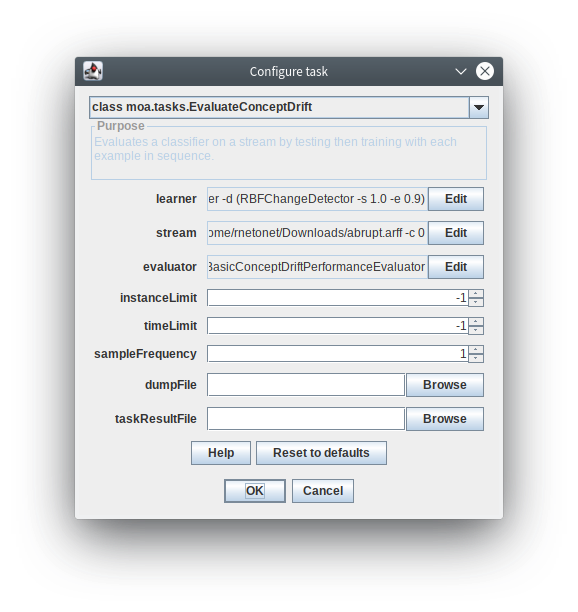 Configure task
class moa.tasks.EvaluateConceptDrift
Purpose
Evaluates a classifier on a stream by testing then training with each
example in sequence.
learner er -d (RBFChangeDetector -s 1.0 -e 0.9) Edit
stream ome/rnetonet/Downloads/abrupt.arff -c 0 Edit
evaluator BasicConceptDriftPerformanceEvaluator Edit
instanceLimit -1
timeLimit -1
sampleFrequency 1
dumpFile Browse
taskResultFile Browse
Help Reset to defaults
OK Cancel